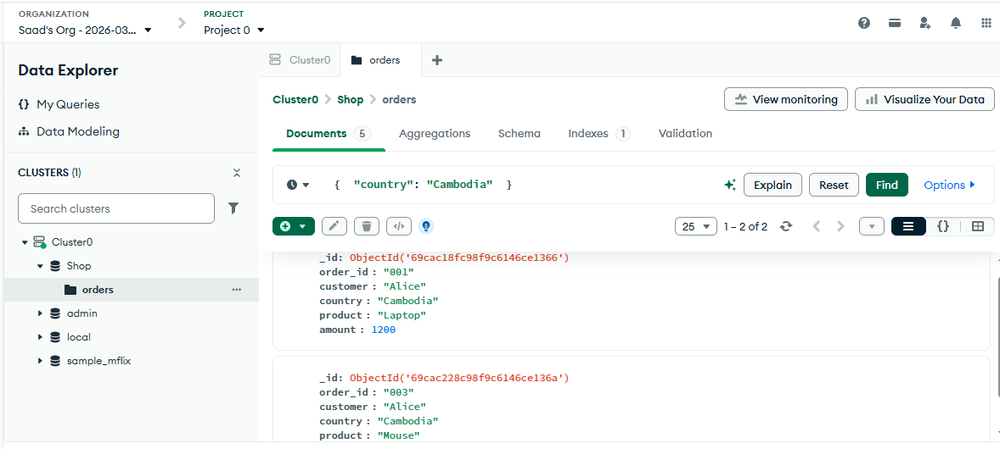 ORGANIZATION
Saad's Org - 2026-03...
PROJECT
Project 0
Data Explorer
My Queries
Data Modeling
CLUSTERS (1)
Search clusters
Cluster0
Shop
orders
admin
local
sample_mflix
Cluster0
orders
Cluster0 > Shop > orders
View monitoring
Visualize Your Data
Documents 5
Aggregations
Schema
Indexes 1
Validation
{ "country": "Cambodia" }
Explain
Reset
Find
Options
25
1 – 2 of 2
_id: ObjectId('69cac18fc98f9c6146ce1366')
order_id : "001"
customer : "Alice"
country : "Cambodia"
product : "Laptop"
amount : 1200
_id: ObjectId('69cac228c98f9c6146ce136a')
order_id : "003"
customer : "Alice"
country : "Cambodia"
product : "Mouse"